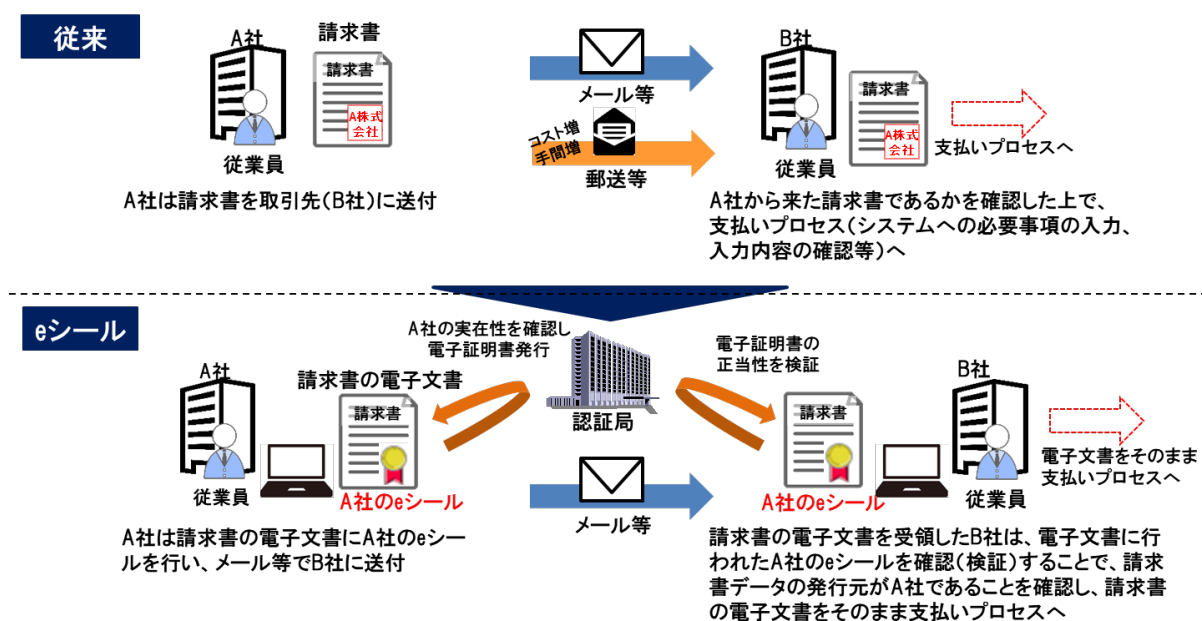 従来
A社
請求書
請求書
A株式
会社
従業員
A社は請求書を取引先(B社)に送付
メール等
コスト増
手間増
郵送等
B社
請求書
A株式
会社
従業員
支払いプロセスへ
A社から来た請求書であるかを確認した上で、
支払いプロセス(システムへの必要事項の入力、
入力内容の確認等)へ
eシール
A社の実在性を確認し
電子証明書発行
認証局
電子証明書の
正当性を検証
A社
請求書の電子文書
請求書
従業員
A社のeシール
A社は請求書の電子文書にA社のeシー
ルを行い、メール等でB社に送付
メール等
B社
請求書
A社のeシール
従業員
電子文書をそのまま
支払いプロセスへ
請求書の電子文書を受領したB社は、電子文書に行
われたA社のeシールを確認(検証)することで、請求
書データの発行元がA社であることを確認し、請求書
の電子文書をそのまま支払いプロセスへ